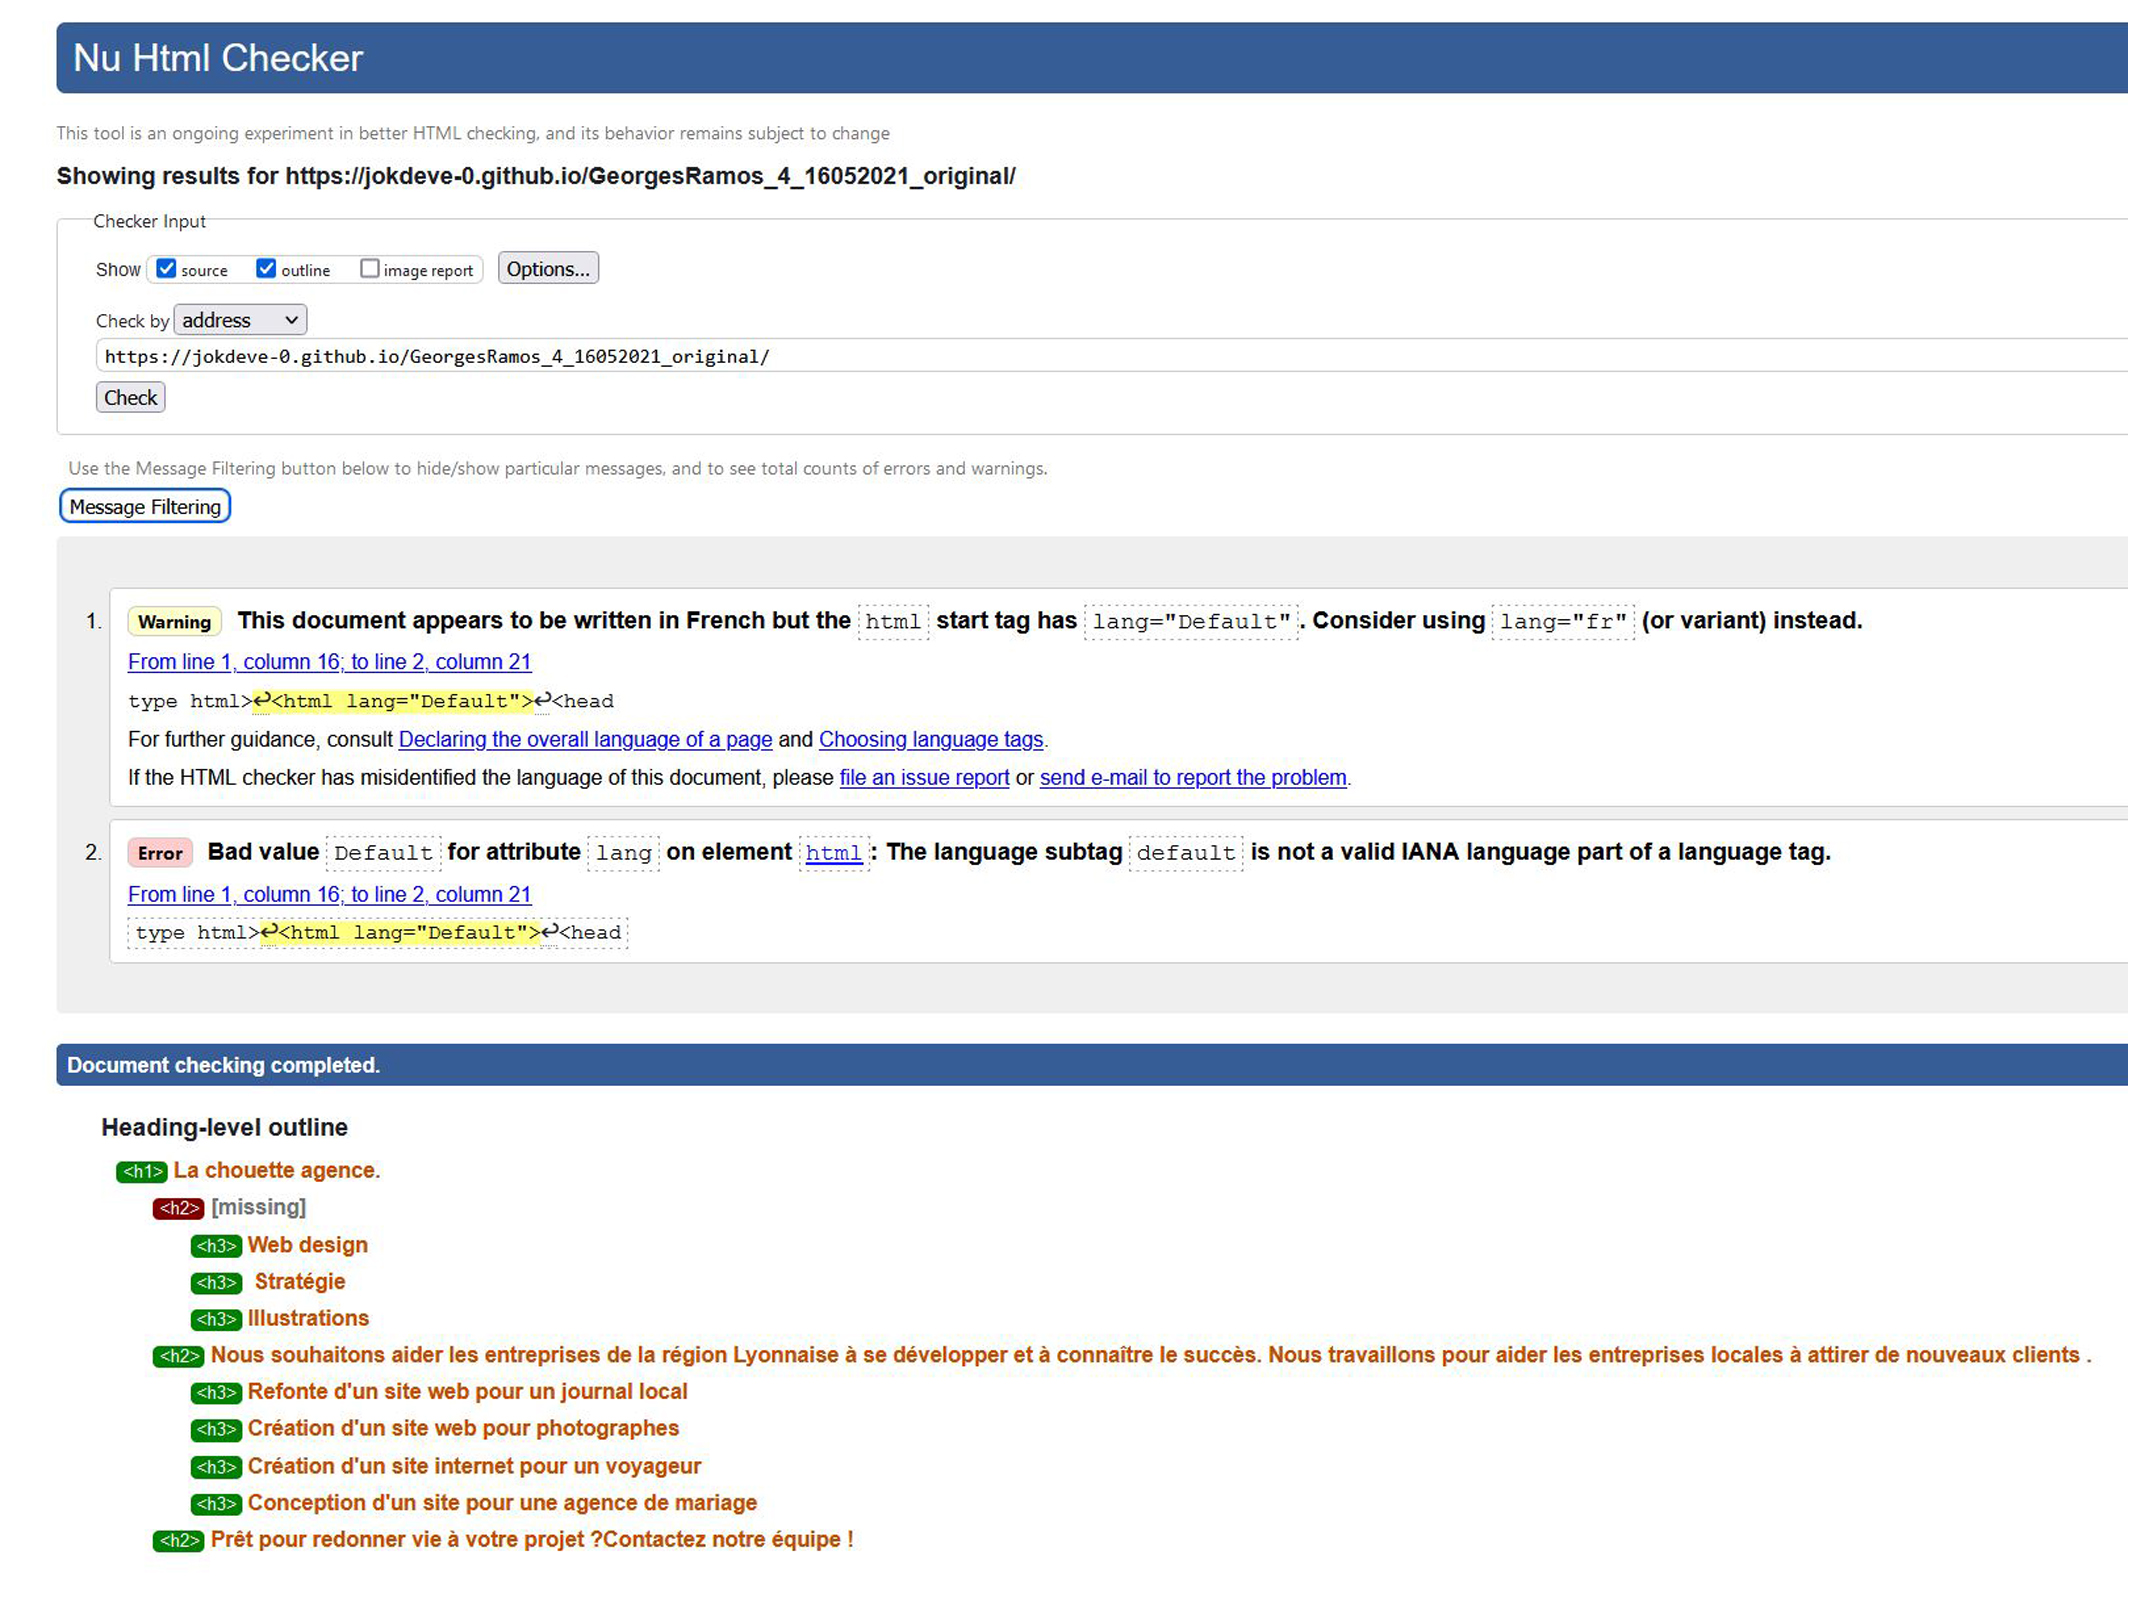 Nu Html Checker
This tool is an ongoing experiment in better HTML checking, and its behavior remains subject to change
Showing results for https://jokdeve-0.github.io/GeorgesRamos_4_16052021_original/
Checker Input
Show source outline image report Options...
Check by address
https://jokdeve-0.github.io/GeorgesRamos_4_16052021_original/
Check
Use the Message Filtering button below to hide/show particular messages, and to see total counts of errors and warnings.
Message Filtering
1. Warning This document appears to be written in French but the html start tag has lang="Default". Consider using lang="fr" (or variant) instead.
From line 1, column 16; to line 2, column 21
type html>↩<html lang="Default">↩<head
For further guidance, consult Declaring the overall language of a page and Choosing language tags.
If the HTML checker has misidentified the language of this document, please file an issue report or send e-mail to report the problem.
2. Error Bad value Default for attribute lang on element html: The language subtag default is not a valid IANA language part of a language tag.
From line 1, column 16; to line 2, column 21
type html>↩<html lang="Default">↩<head
Document checking completed.
Heading-level outline
<h1> La chouette agence.
<h2> [missing]
<h3> Web design
<h3> Stratégie
<h3> Illustrations
<h2> Nous souhaitons aider les entreprises de la région Lyonnaise à se développer et à connaître le succès. Nous travaillons pour aider les entreprises locales à attirer de nouveaux clients .
<h3> Refonte d'un site web pour un journal local
<h3> Création d'un site web pour photographes
<h3> Création d'un site internet pour un voyageur
<h3> Conception d'un site pour une agence de mariage
<h2> Prêt pour redonner vie à votre projet ?Contactez notre équipe !